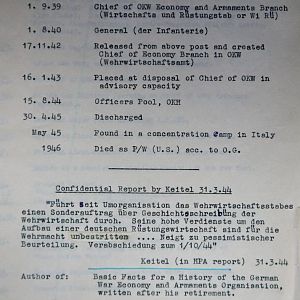 1. 9.39 Chief of OKW Economy and Armaments Branch
(Wirtschafts und Rüstungstab or Wi Rü)
1. 8.40 General (der Infanterie)
17.11.42 Released from above post and created
Chief of Economy Branch in OKW
(Wehrwirtschaftsamt)
16. 1.43 Placed at disposal of Chief of OKW in
advisory capacity
15. 8.44 Officers Pool, OKH
30. 4.45 Discharged
May 45 Found in a concentration camp in Italy
1946 Died as P/W (U.S.) acc. to O.G.
Confidential Report by Keitel 31.3.44
"Führt seit Umorganisation des Wehrwirtschaftsstabes
einen Sonderauftrag über Geschichtschreibung der
Wehrwirtschaft durch. Seine hohe Verdienste um den
Aufbau einer deutschen Rüstungswirtschaft sind für die
Wehrmacht unbestritten .... Neigt zu pessimistischer
Beurteilung. Verabschiedung zum 1/10/44"
Keitel (in HPA report) 31.3.44
Author of: Basic Facts for a History of the German
War Economy and Armaments Organisation,
written after his retirement.